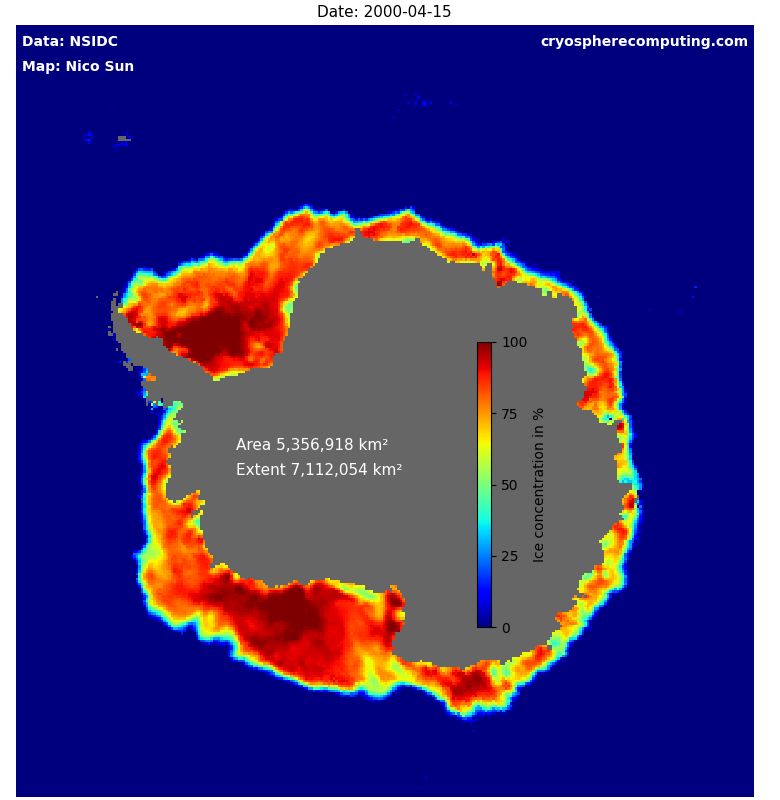 Date: 2000-04-15
Data: NSIDC
cryospherecomputing.com
Map: Nico Sun
Area 5,356,918 km²
Extent 7,112,054 km²
100
75
50
25
0
Ice concentration in %